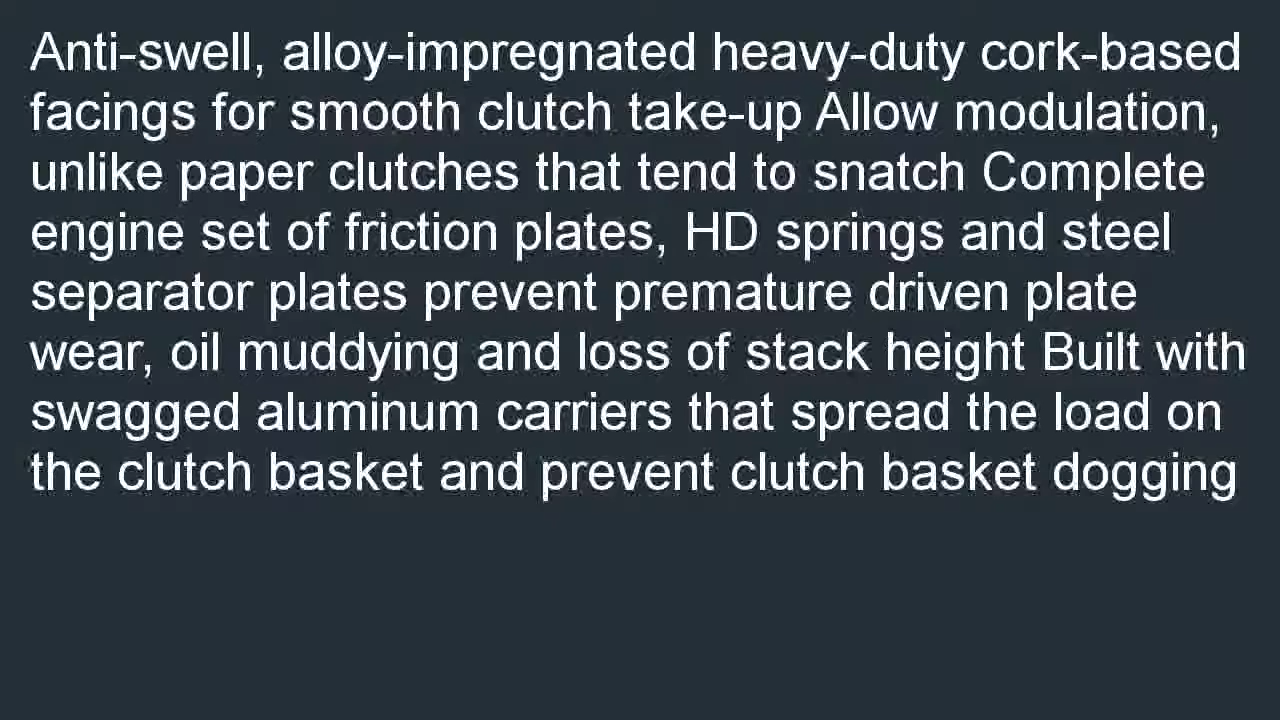 Anti-swell, alloy-impregnated heavy-duty cork-based
facings for smooth clutch take-up Allow modulation,
unlike paper clutches that tend to snatch Complete
engine set of friction plates, HD springs and steel
separator plates prevent premature driven plate
wear, oil muddying and loss of stack height Built with
swagged aluminum carriers that spread the load on
the clutch basket and prevent clutch basket dogging